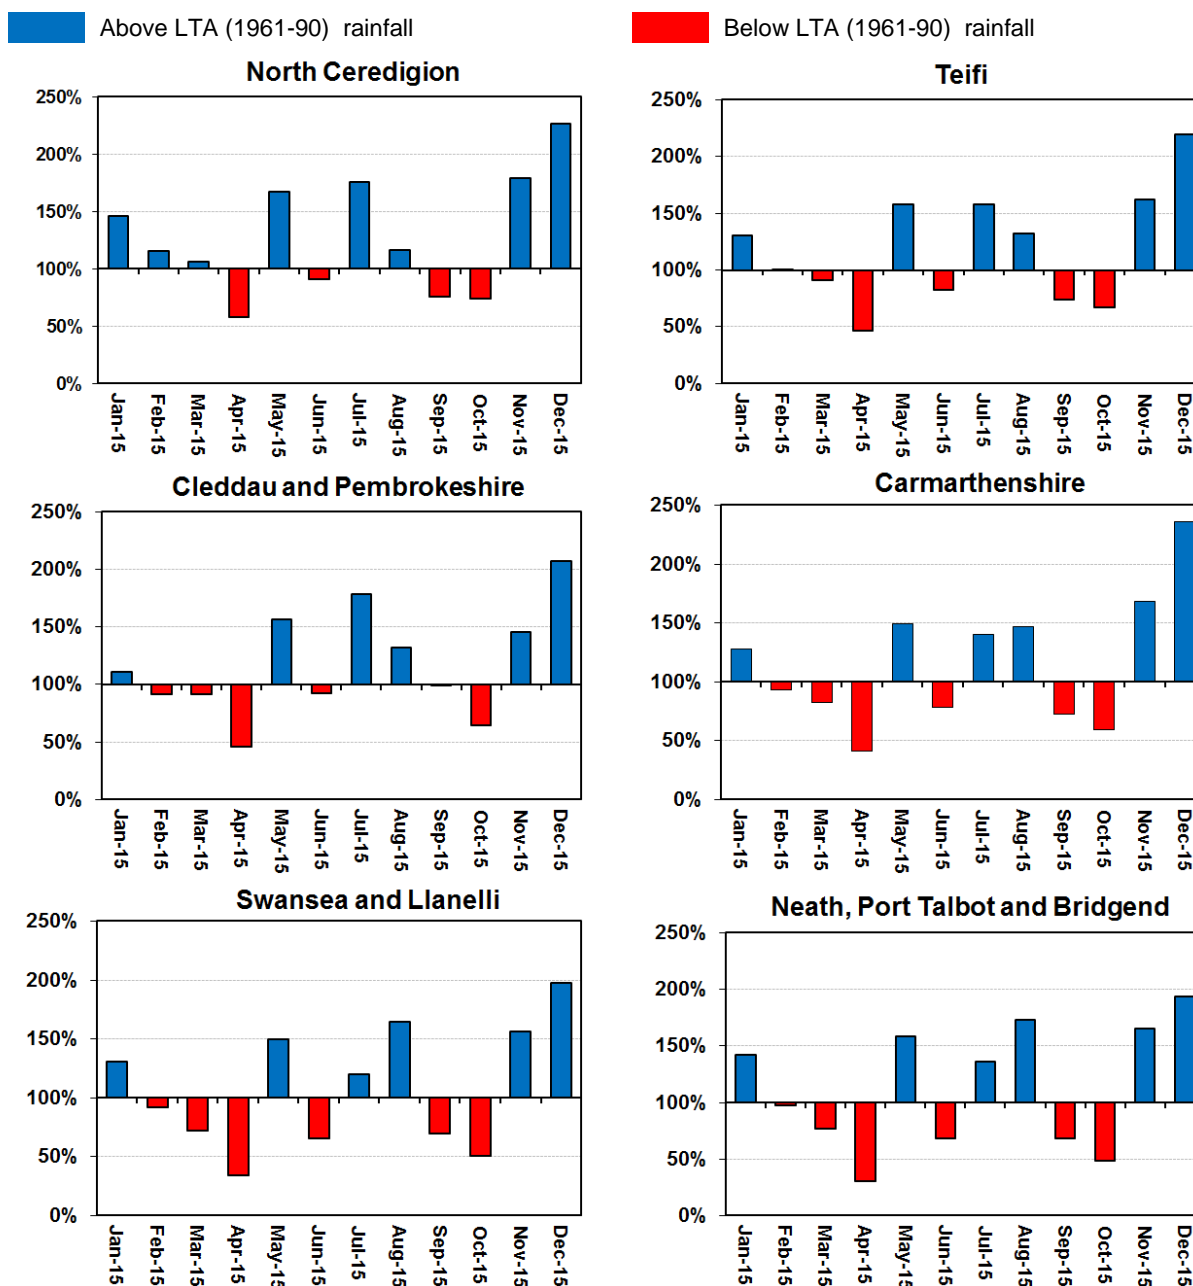 Above LTA (1961-90) rainfall
Below LTA (1961-90) rainfall
North Ceredigion
250%
200%
150%
100%
50%
0%
Jan-15
Feb-15
Mar-15
Apr-15
May-15
Jun-15
Jul-15
Aug-15
Sep-15
Oct-15
Nov-15
Dec-15
Teifi
250%
200%
150%
100%
50%
0%
Jan-15
Feb-15
Mar-15
Apr-15
May-15
Jun-15
Jul-15
Aug-15
Sep-15
Oct-15
Nov-15
Dec-15
Cleddau and Pembrokeshire
250%
200%
150%
100%
50%
0%
Jan-15
Feb-15
Mar-15
Apr-15
May-15
Jun-15
Jul-15
Aug-15
Sep-15
Oct-15
Nov-15
Dec-15
Carmarthenshire
250%
200%
150%
100%
50%
0%
Jan-15
Feb-15
Mar-15
Apr-15
May-15
Jun-15
Jul-15
Aug-15
Sep-15
Oct-15
Nov-15
Dec-15
Swansea and Llanelli
250%
200%
150%
100%
50%
0%
Jan-15
Feb-15
Mar-15
Apr-15
May-15
Jun-15
Jul-15
Aug-15
Sep-15
Oct-15
Nov-15
Dec-15
Neath, Port Talbot and Bridgend
250%
200%
150%
100%
50%
0%
Jan-15
Feb-15
Mar-15
Apr-15
May-15
Jun-15
Jul-15
Aug-15
Sep-15
Oct-15
Nov-15
Dec-15